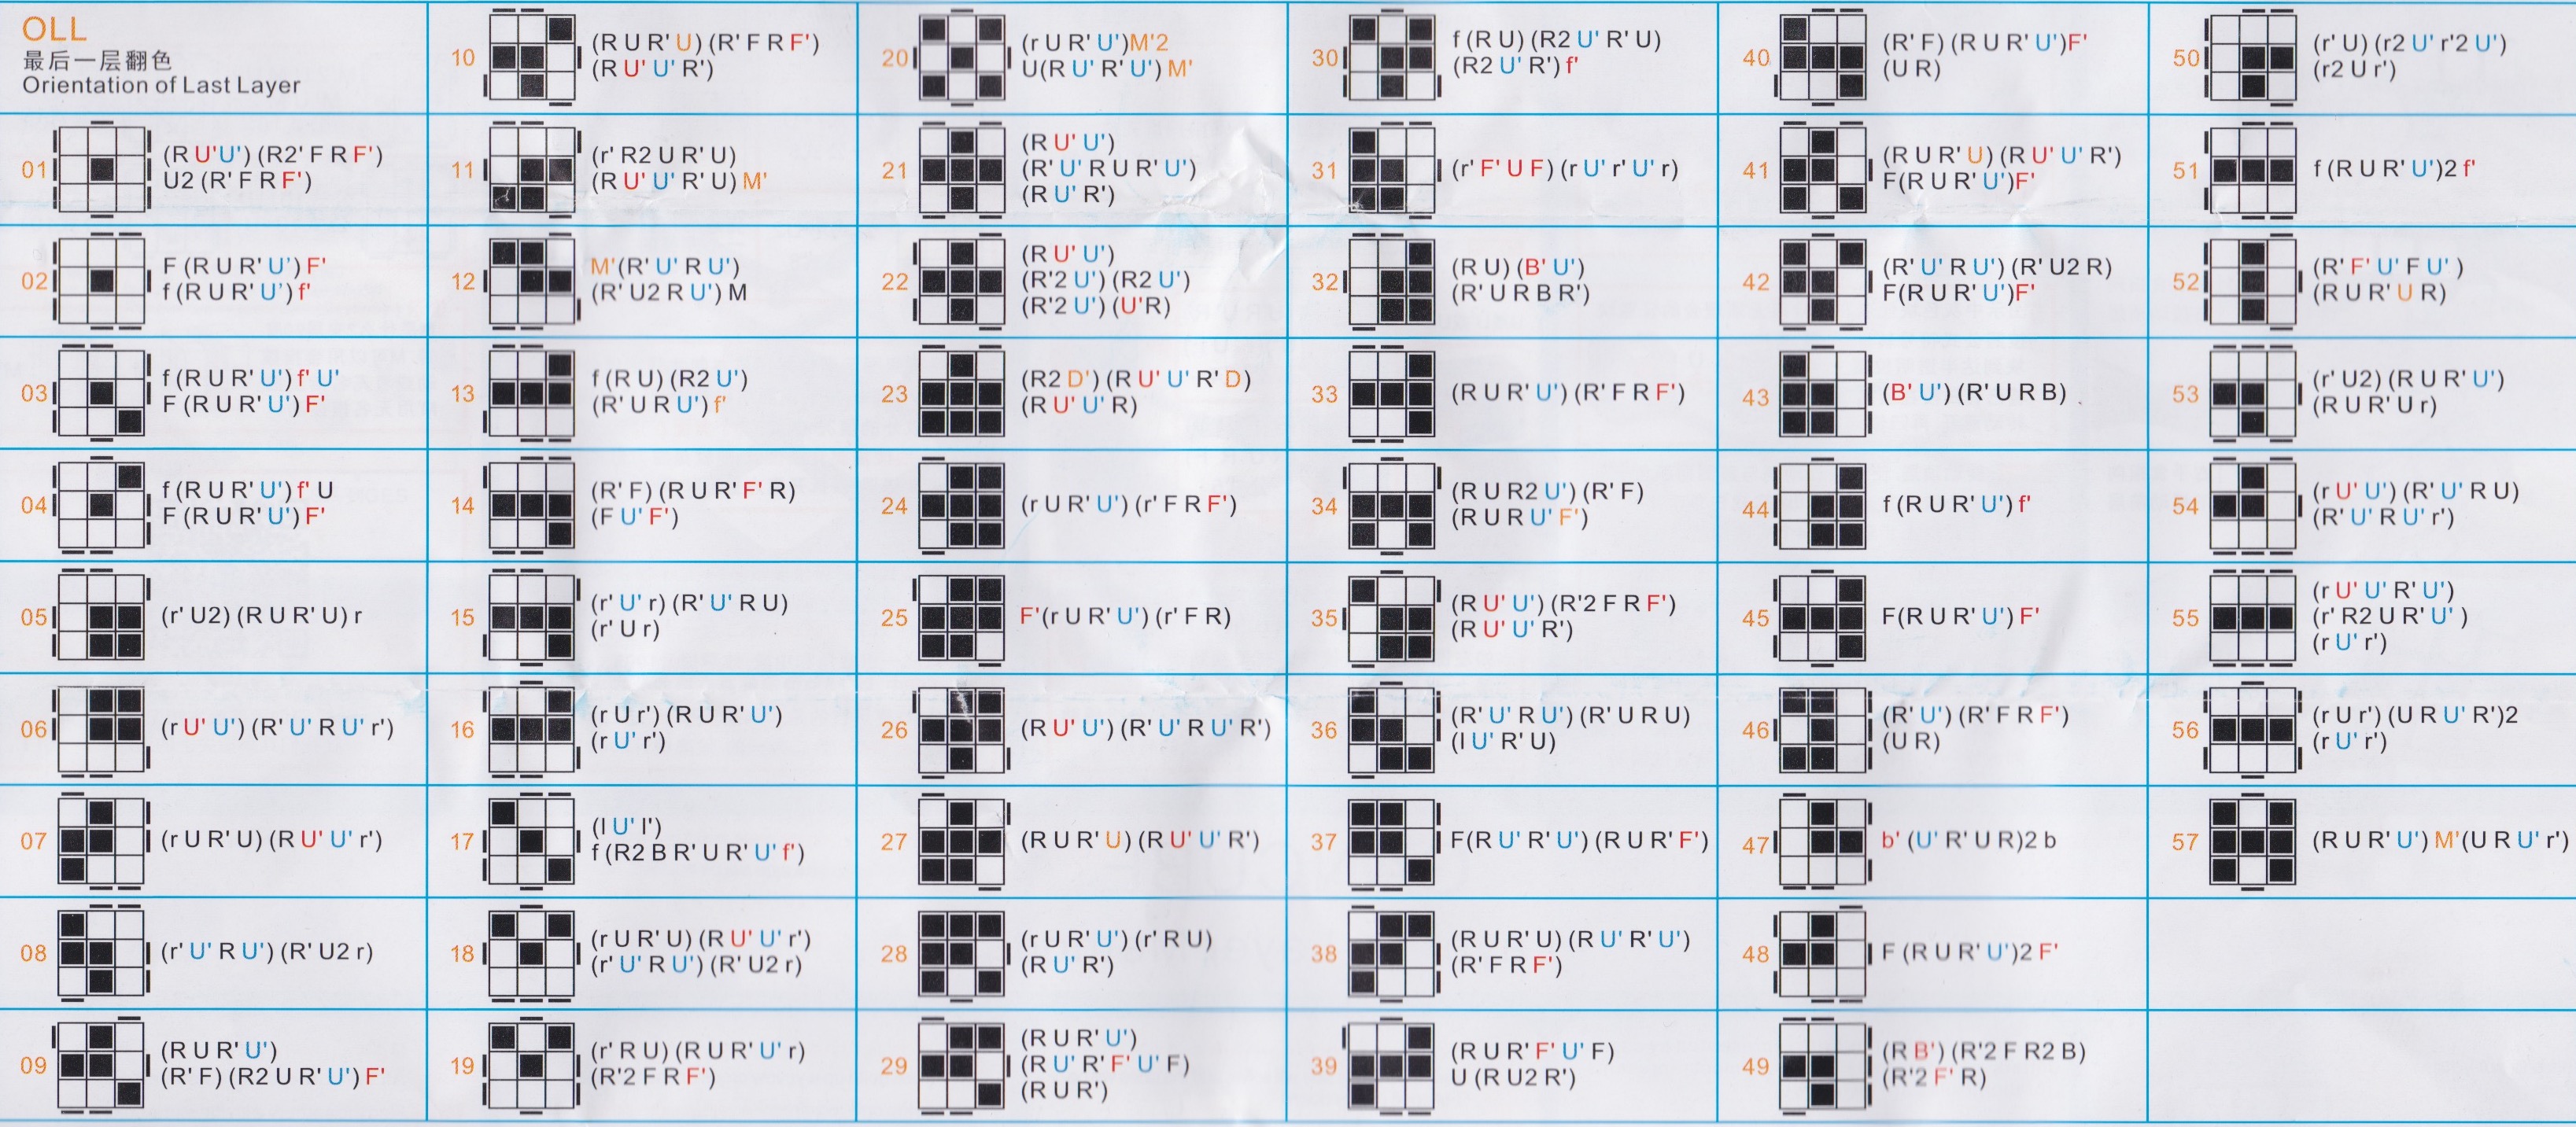 OLL
最后一层翻色
Orientation of Last Layer
01
(R U'U') (R2' F R F')
U2 (R' F R F')
02
F (R U R' U') F'
f (R U R' U') f'
03
f (R U R' U') f' U'
F (R U R' U') F'
04
f (R U R' U') f' U
F (R U R' U') F'
05
(r' U2) (R U R' U) r
06
(r U' U') (R' U' R U' r')
07
(r U R' U) (R U' U' r')
08
(r' U' R U') (R' U2 r)
09
(R U R' U')
(R' F) (R2 U R' U') F'
10
(R U R' U) (R' F R F')
(R U' U' R')
11
(r' R2 U R' U)
(R U' U' R' U) M'
12
M'(R' U' R U')
(R' U2 R U') M
13
f (R U) (R2 U')
(R' U R U') f'
14
(R' F) (R U R' F' R)
(F U' F')
15
(r' U' r) (R' U' R U)
(r' U r)
16
(r U r') (R U R' U')
(r U' r')
17
(l U' l')
f (R2 B R' U R' U' f')
18
(r U R' U) (R U' U' r')
(r' U' R U') (R' U2 r)
19
(r' R U) (R U R' U' r)
(R'2 F R F')
20
(r U R' U')M'2
U(R U' R' U') M'
21
(R U' U')
(R' U' R U R' U')
(R U' R')
22
(R U' U')
(R'2 U') (R2 U')
(R'2 U') (U'R)
23
(R2 D') (R U' U' R' D)
(R U' U' R)
24
(r U R' U') (r' F R F')
25
F'(r U R' U') (r' F R)
26
(R U' U') (R' U' R U' R')
27
(R U R' U) (R U' U' R')
28
(r U R' U') (r' R U)
(R U' R')
29
(R U R' U')
(R U' R' F' U' F)
(R U R')
30
f (R U) (R2 U' R' U)
(R2 U' R') f'
31
(r' F' U F) (r U' r' U' r)
32
(R U) (B' U')
(R' U R B R')
33
(R U R' U') (R' F R F')
34
(R U R2 U') (R' F)
(R U R U' F')
35
(R U' U') (R'2 F R F')
(R U' U' R')
36
(R' U' R U') (R' U R U)
(l U' R' U)
37
F(R U' R' U') (R U R' F')
38
(R U R' U) (R U' R' U')
(R' F R F')
39
(R U R' F' U' F)
U (R U2 R')
40
(R' F) (R U R' U')F'
(U R)
41
(R U R' U) (R U' U' R')
F(R U R' U')F'
42
(R' U' R U') (R' U2 R)
F(R U R' U')F'
43
(B' U') (R' U R B)
44
f (R U R' U') f'
45
F(R U R' U') F'
46
(R' U') (R' F R F')
(U R)
47
b' (U' R' U R)2 b
48
F (R U R' U')2 F'
49
(R B') (R'2 F R2 B)
(R'2 F' R)
50
(r' U) (r2 U' r'2 U')
(r2 U r')
51
f (R U R' U')2 f'
52
(R' F' U' F U' )
(R U R' U R)
53
(r' U2) (R U R' U')
(R U R' U r)
54
(r U' U') (R' U' R U)
(R' U' R U' r')
55
(r U' U' R' U')
(r' R2 U R' U' )
(r U' r')
56
(r U r') (U R U' R')2
(r U' r')
57
(R U R' U') M'(U R U' r')